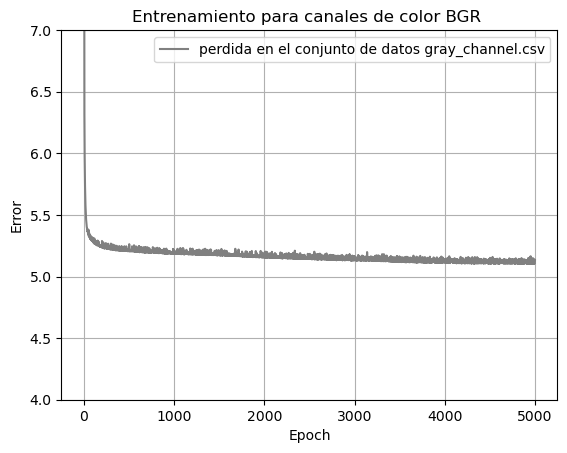 Entrenamiento para canales de color BGR
perdida en el conjunto de datos gray_channel.csv
7.0
6.5
6.0
5.5
5.0
4.5
4.0
Error
0 1000 2000 3000 4000 5000
Epoch